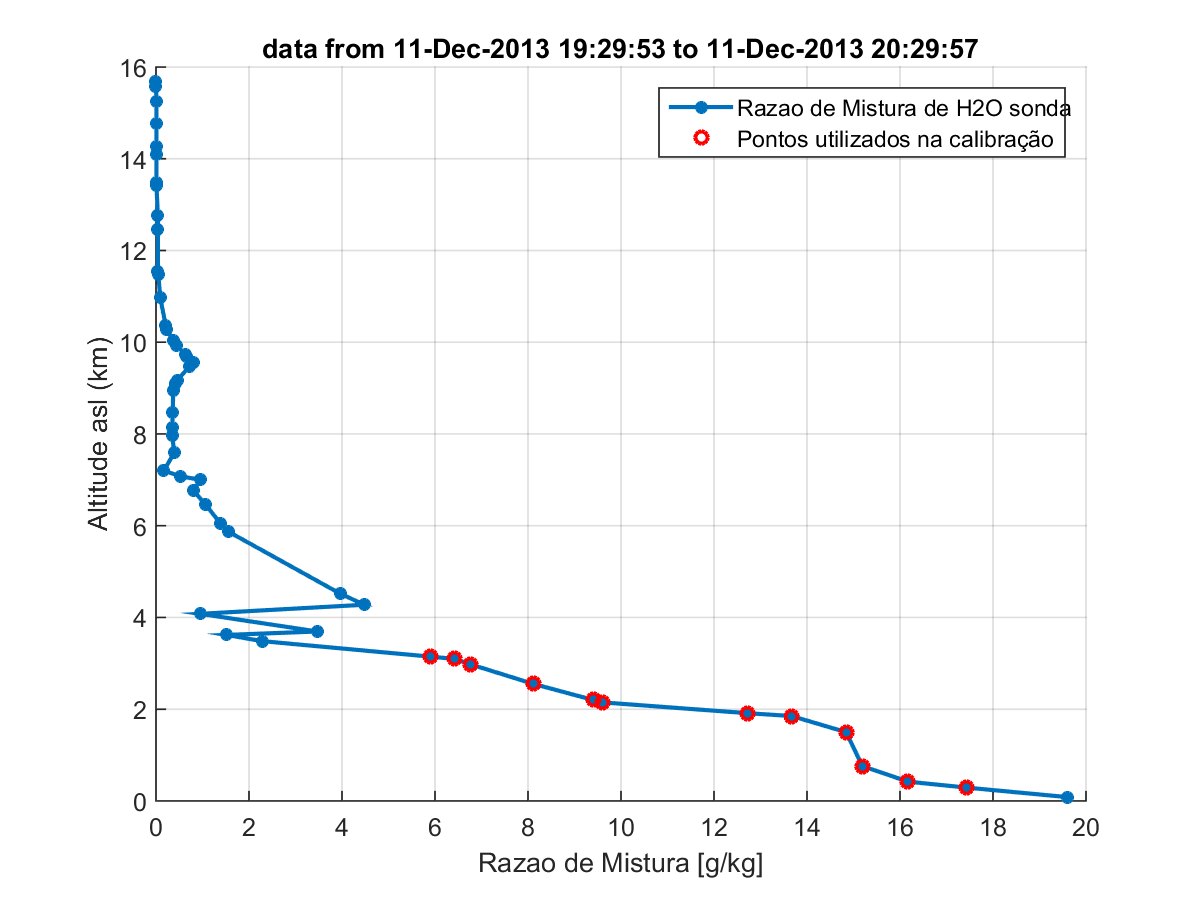 data from 11-Dec-2013 19:29:53 to 11-Dec-2013 20:29:57
Razao de Mistura de H2O sonda
Pontos utilizados na calibração
Altitude asl (km)
16
14
12
10
8
6
4
2
0
0 2 4 6 8 10 12 14 16 18 20
Razao de Mistura [g/kg]